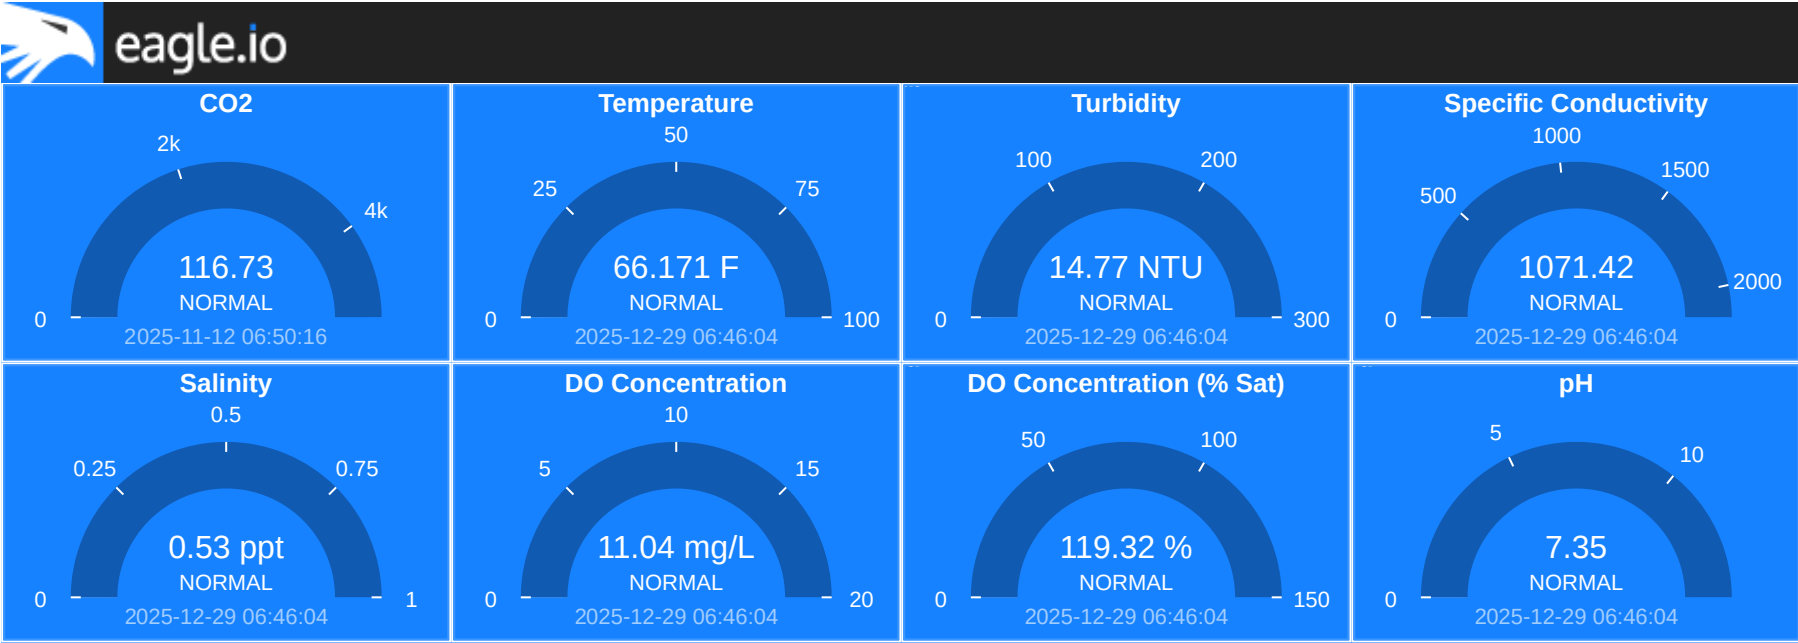 eagle.io
CO2
2k
4k
0
116.73
NORMAL
2025-11-12 06:50:16
Temperature
50
25
75
0
100
66.171 F
NORMAL
2025-12-29 06:46:04
Turbidity
100
200
0
300
14.77 NTU
NORMAL
2025-12-29 06:46:04
Specific Conductivity
1000
500
1500
2000
0
1071.42
NORMAL
2025-12-29 06:46:04
Salinity
0.5
0.25
0.75
0
1
0.53 ppt
NORMAL
2025-12-29 06:46:04
DO Concentration
10
5
15
0
20
11.04 mg/L
NORMAL
2025-12-29 06:46:04
DO Concentration (% Sat)
50
100
0
150
119.32 %
NORMAL
2025-12-29 06:46:04
pH
5
10
0
7.35
NORMAL
2025-12-29 06:46:04